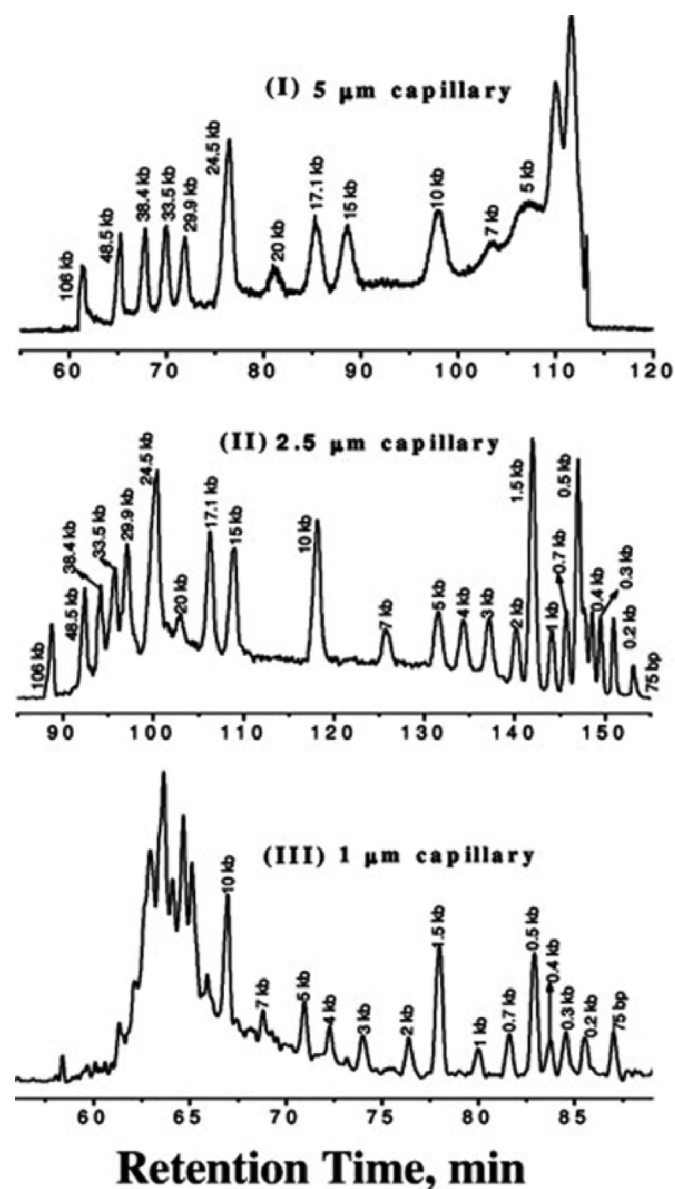 (I) 5 μm capillary
106 kb
48.5 kb
38.4 kb
33.5 kb
29.9 kb
24.5 kb
20 kb
17.1 kb
15 kb
10 kb
7 kb
5 kb
60 70 80 90 100 110 120
(II) 2.5 μm capillary
106 kb
48.5 kb
38.4 kb
33.5 kb
29.9 kb
24.5 kb
20 kb
17.1 kb
15 kb
10 kb
7 kb
5 kb
4 kb
3 kb
2 kb
1.5 kb
1 kb
0.7 kb
0.5 kb
0.4 kb
0.3 kb
0.2 kb
75 bp
90 100 110 120 130 140 150
(III) 1 μm capillary
10 kb
7 kb
5 kb
4 kb
3 kb
2 kb
1.5 kb
1 kb
0.7 kb
0.5 kb
0.4 kb
0.3 kb
0.2 kb
75 bp
60 65 70 75 80 85
Retention Time, min